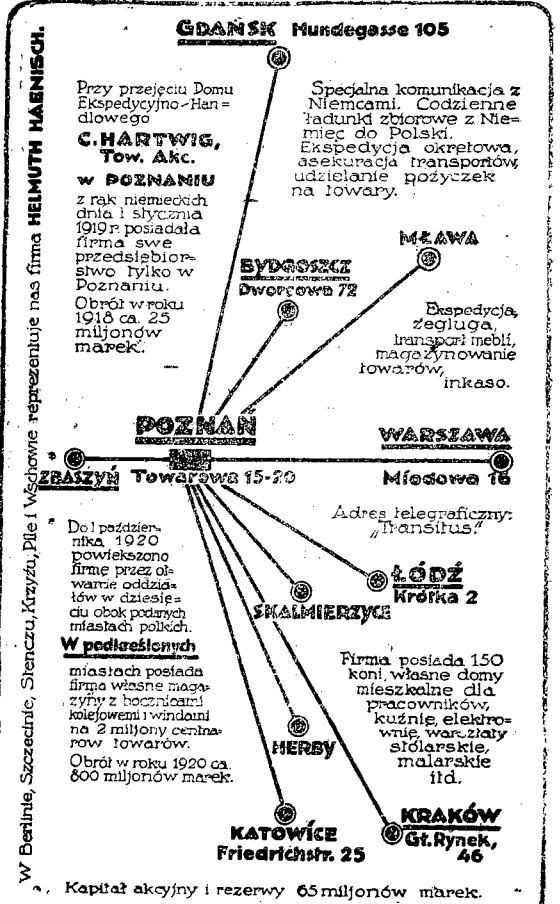 GDAŃSK Hundegasse 105
Przy przejęciu Domu
Ekspedycyjno-Han=
dlowego
C. HARTWIG,
Tow. Akc.
w POZNANIU
z rąk niemieckich
dnia 1 stycznia
1919 r. posiadała
firma swe
przedsiębior=
stwo tylko w
Poznaniu.
Obrót w roku
1918 ca. 25
miljonów
marek.
Specjalna komunikacja z
Niemcami. Codzienne
ładunki zbiorowe z Nie=
miec do Polski.
Ekspedycja okrętowa,
asekuracja transportów,
udzielanie pożyczek
na towary.
MŁAWA
BYDGOSZCZ
Dworcowa 72
Ekspedycja,
żegluga,
transport mebli,
magazynowanie
towarów,
inkaso.
POZNAŃ
Towarowa 15-20
ZBĄSZYŃ
WARSZAWA
Miodowa 16
Adres telegraficzny:
„Transitus."
Do 1 paździer=
nika 1920
powiekszono
firmę przez ot=
warcie oddzia=
łów w dziesię=
ciu obok podanych
miastach polkich.
W podkreślonych
miastach posiada
firma własne maga=
zyny z bocznicami
kolejowemi i windami
na 2 miljony centna=
row towarów.
Obrót w roku 1920 ca.
800 miljonów marek.
ŁÓDŹ
Krótka 2
SKALMIERZYCE
HERBY
Firma posiada 150
koni, własne domy
mieszkalne dla
pracowników,
kuźnię, elektro=
wnię, warsztaty
stolarskie,
malarskie
itd.
KATOWICE
Friedrichstr. 25
KRAKÓW
Gł. Rynek,
46
Kapitał akcyjny i rezerwy 65 miljonów marek.
W Berlinie, Szczecinie, Stenczu, Krzyżu, Pile i Wschowie reprezentuje nas firma HELMUTH HAENISCH.